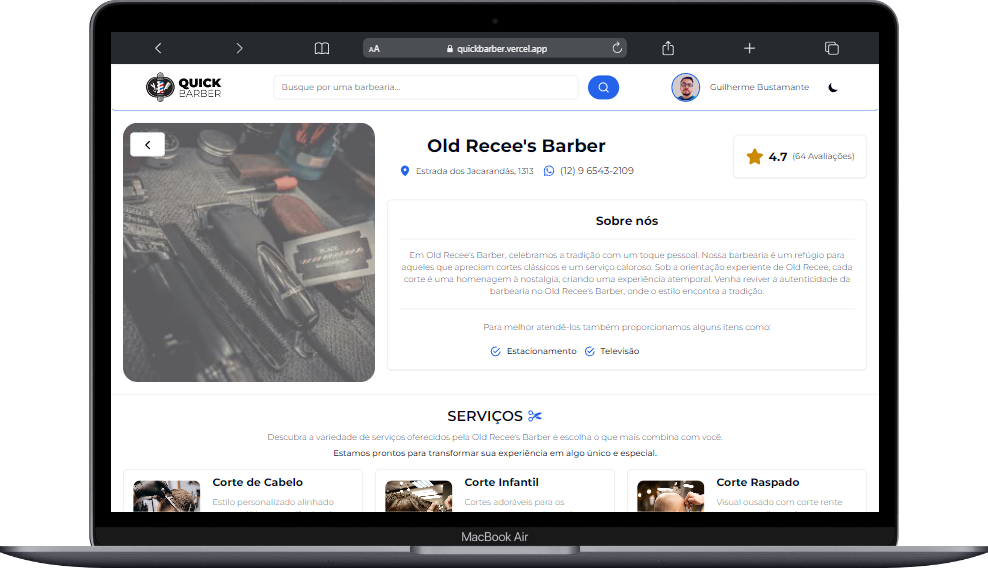 AA
quickbarber.vercel.app
QUICK
BARBER
Busque por uma barbearia...
Guilherme Bustamante
Old Recee's Barber
Estrada dos Jacarandás, 1313
(12) 9 6543-2109
4.7 (64 Avaliações)
Sobre nós
Em Old Recee's Barber, celebramos a tradição com um toque pessoal. Nossa barbearia é um refúgio para
aqueles que apreciam cortes clássicos e um serviço caloroso. Sob a orientação experiente de Old Recee, cada
corte é uma homenagem à nostalgia, criando uma experiência atemporal. Venha reviver a autenticidade da
barbearia no Old Recee's Barber, onde o estilo encontra a tradição.
Para melhor atendê-los também proporcionamos alguns itens como:
Estacionamento
Televisão
SERVIÇOS
Descubra a variedade de serviços oferecidos pela Old Recee's Barber e escolha o que mais combina com você.
Estamos prontos para transformar sua experiência em algo único e especial.
Corte de Cabelo
Estilo personalizado alinhado
Corte Infantil
Cortes adoráveis para os
Corte Raspado
Visual ousado com corte rente
MacBook Air